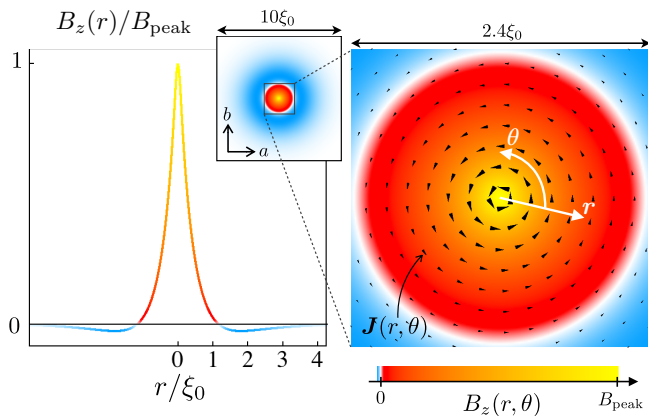 B_z(r)/B_peak
1
0
0 1 2 3 4
r/ξ_0
10ξ_0
b
a
2.4ξ_0
θ
r
J(r, θ)
0 B_peak
B_z(r, θ)